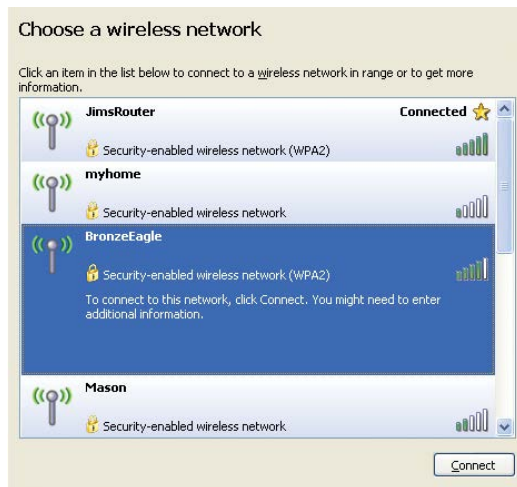 Choose a wireless network
Click an item in the list below to connect to a wireless network in range or to get more
information.
JimsRouter Connected
Security-enabled wireless network (WPA2)
myhome
Security-enabled wireless network
BronzeEagle
Security-enabled wireless network (WPA2)
To connect to this network, click Connect. You might need to enter
additional information.
Mason
Security-enabled wireless network
Connect